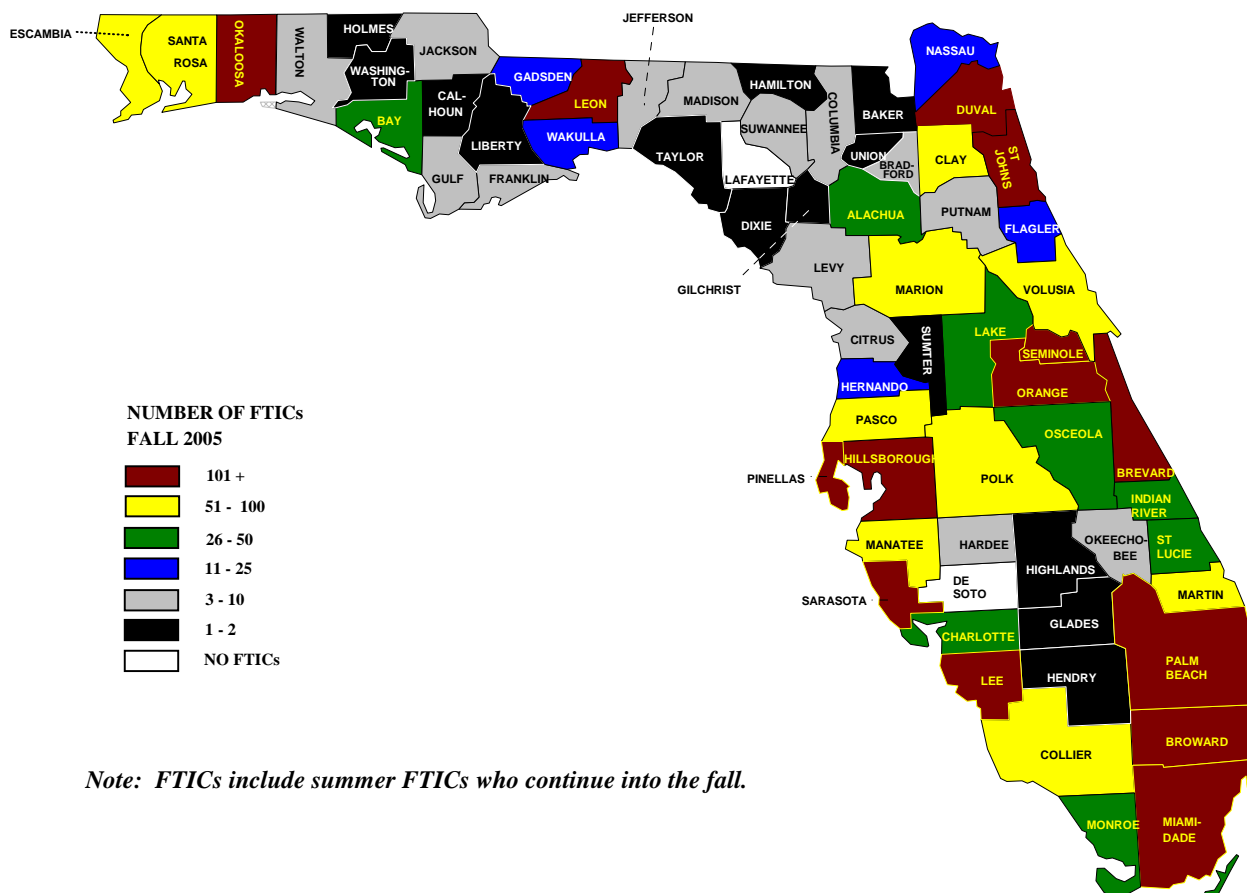 ESCAMBIA
SANTA
ROSA
OKALOOSA
WALTON
HOLMES
WASHING-
TON
JACKSON
BAY
CAL-
HOUN
GULF
LIBERTY
FRANKLIN
GADSDEN
LEON
WAKULLA
JEFFERSON
MADISON
TAYLOR
HAMILTON
SUWANNEE
LAFAYETTE
DIXIE
COLUMBIA
GILCHRIST
BAKER
UNION
BRAD-
FORD
ALACHUA
LEVY
NASSAU
DUVAL
CLAY
ST
JOHNS
PUTNAM
FLAGLER
MARION
VOLUSIA
CITRUS
SUMTER
LAKE
SEMINOLE
ORANGE
HERNANDO
PASCO
OSCEOLA
BREVARD
PINELLAS
HILLSBOROUGH
POLK
INDIAN
RIVER
MANATEE
HARDEE
HIGHLANDS
OKEECHO-
BEE
ST
LUCIE
SARASOTA
DE
SOTO
MARTIN
CHARLOTTE
GLADES
LEE
HENDRY
PALM
BEACH
COLLIER
BROWARD
MONROE
MIAMI-
DADE
NUMBER OF FTICs
FALL 2005
101 +
51 - 100
26 - 50
11 - 25
3 - 10
1 - 2
NO FTICs
Note: FTICs include summer FTICs who continue into the fall.